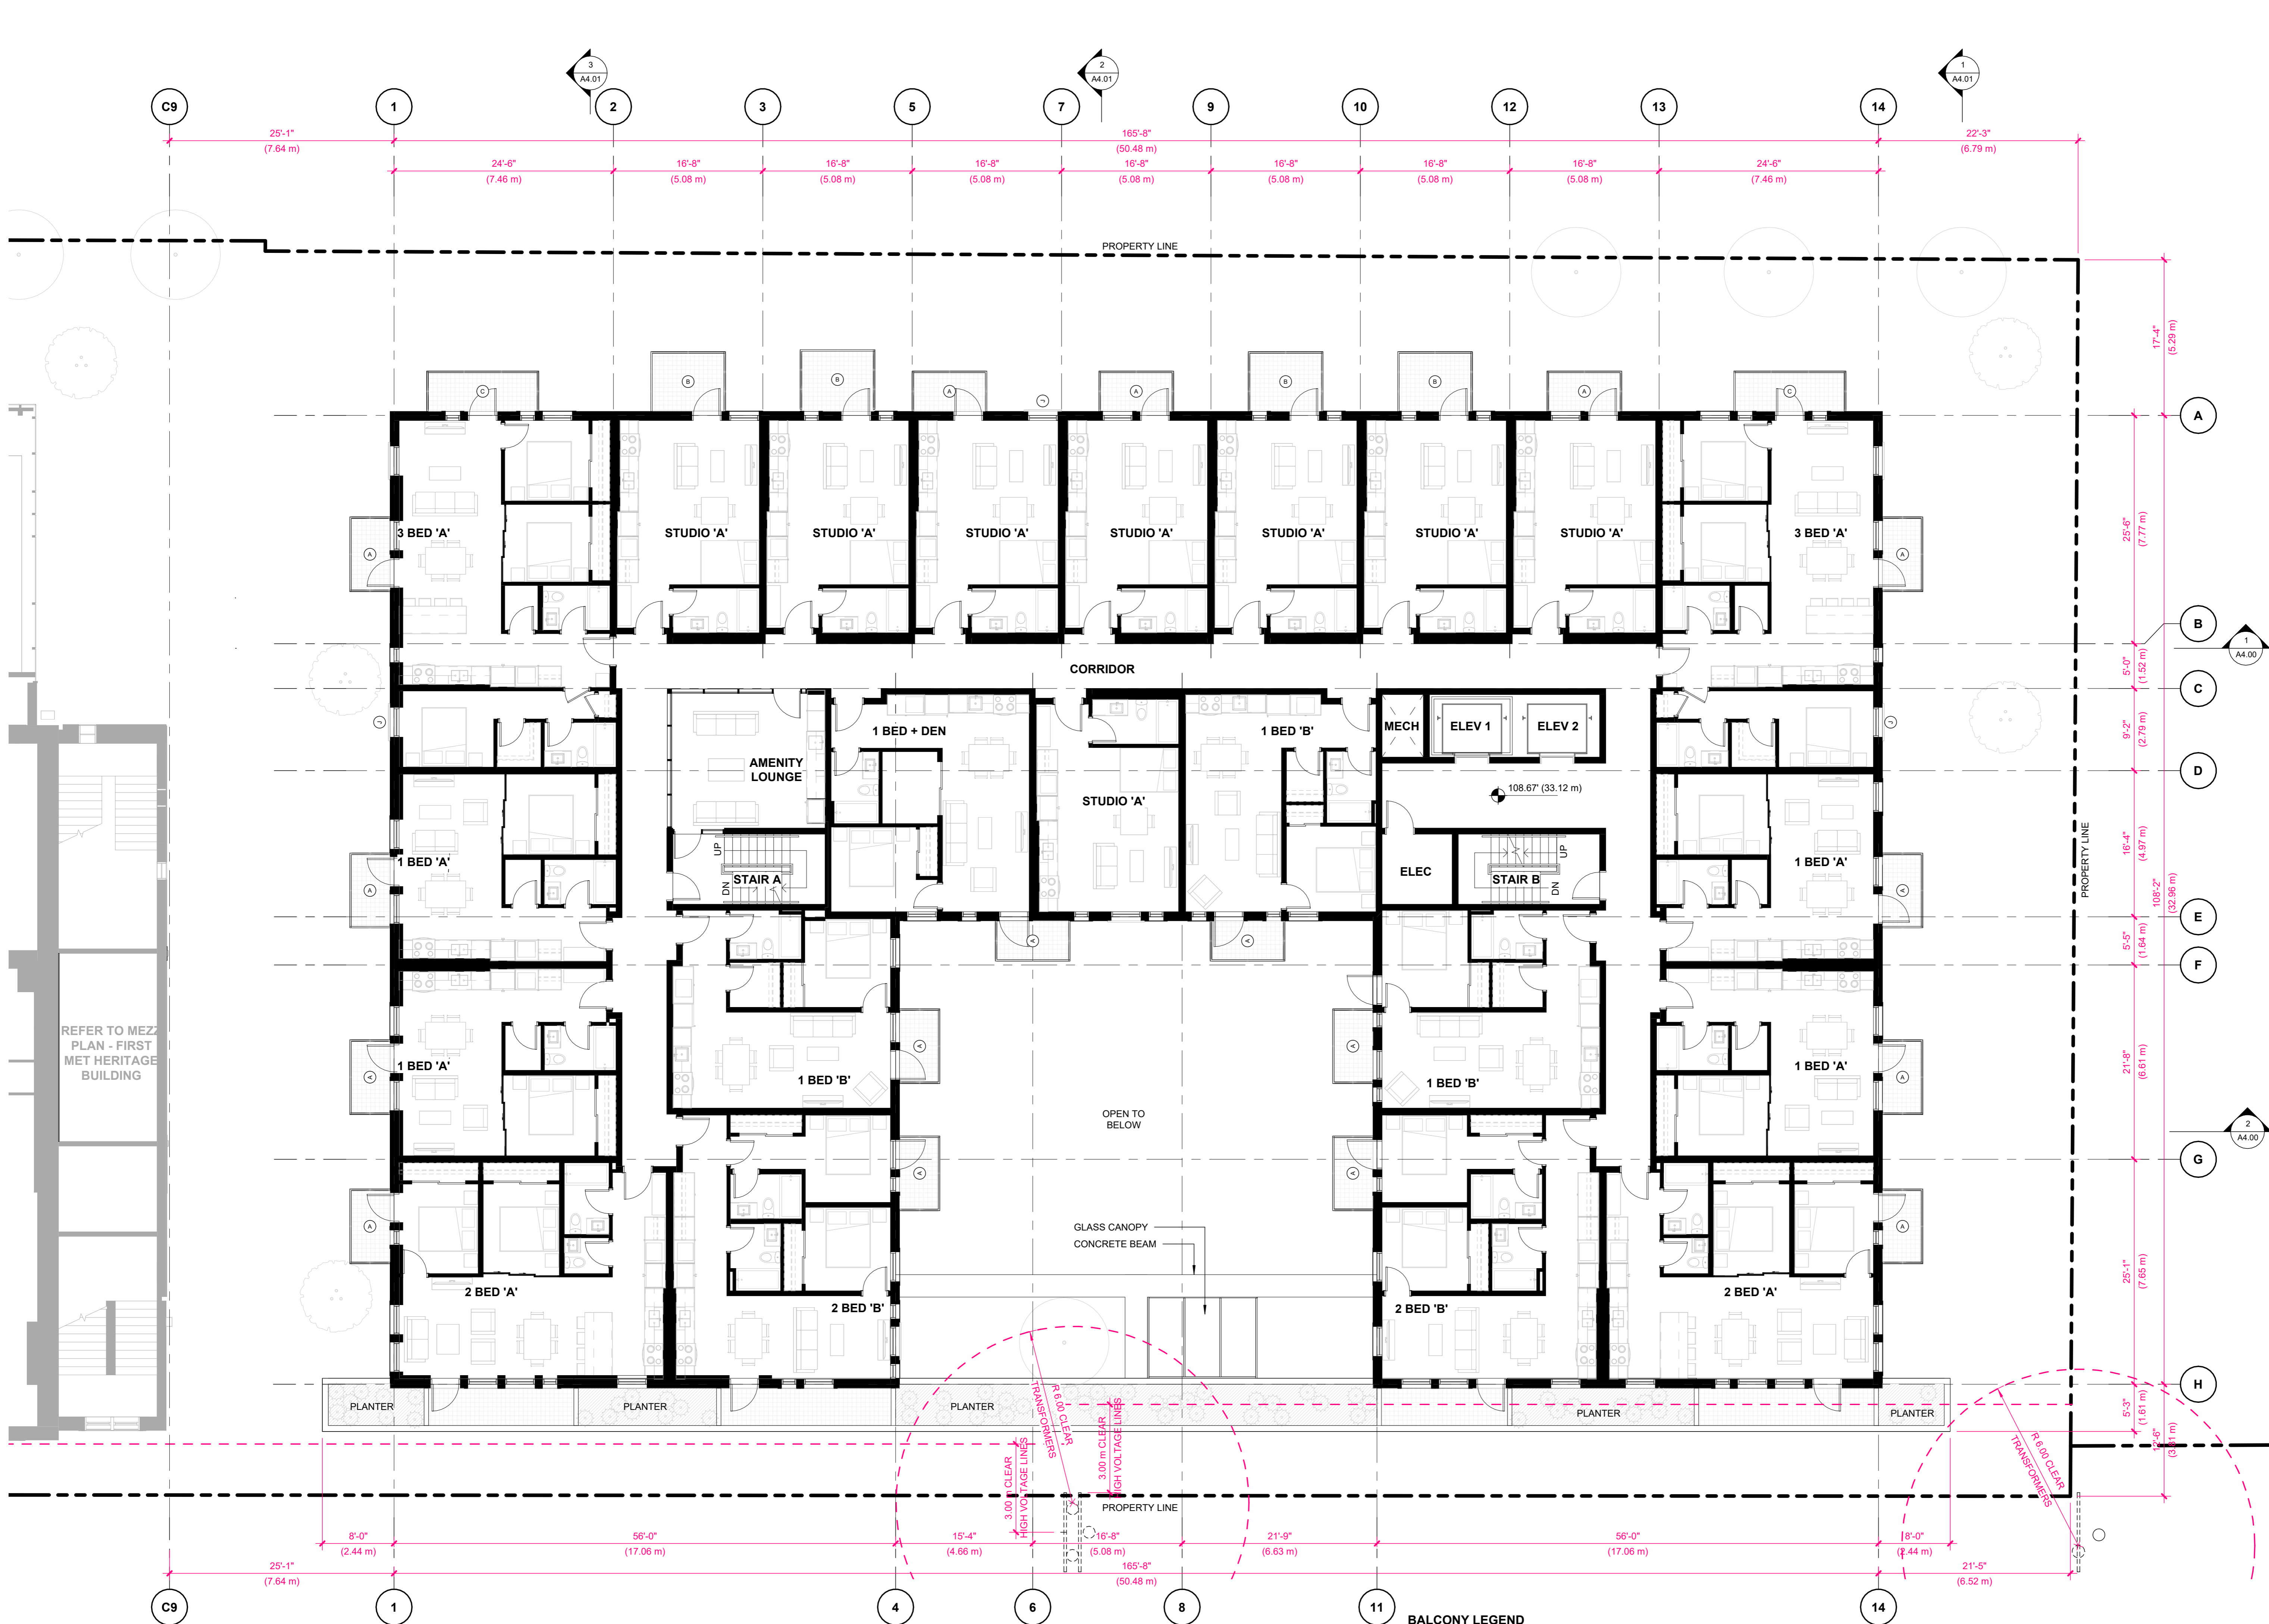 3
A4.01
2
A4.01
1
A4.01
C9
1
2
3
5
7
9
10
12
13
14
25'-1"
(7.64 m)
165'-8"
(50.48 m)
22'-3"
(6.79 m)
24'-6"
(7.46 m)
16'-8"
(5.08 m)
16'-8"
(5.08 m)
16'-8"
(5.08 m)
16'-8"
(5.08 m)
16'-8"
(5.08 m)
16'-8"
(5.08 m)
16'-8"
(5.08 m)
24'-6"
(7.46 m)
PROPERTY LINE
17'-4"
(5.29 m)
C
B
B
A
J
A
B
B
A
C
A
3 BED 'A'
STUDIO 'A'
STUDIO 'A'
STUDIO 'A'
STUDIO 'A'
STUDIO 'A'
STUDIO 'A'
STUDIO 'A'
3 BED 'A'
A
A
25'-6"
(7.77 m)
B
1
A4.00
CORRIDOR
5'-0"
(1.52 m)
C
J
J
1 BED + DEN
1 BED 'B'
MECH
ELEV 1
ELEV 2
9'-2"
(2.79 m)
AMENITY
LOUNGE
D
108.67' (33.12 m)
STUDIO 'A'
PROPERTY LINE
1 BED 'A'
UP
DN
STAIR A
ELEC
STAIR B
UP
DN
1 BED 'A'
16'-4"
(4.97 m)
108'-2"
(32.96 m)
A
A
E
A
A
5'-5"
(1.64 m)
F
REFER TO MEZZ
PLAN - FIRST
MET HERITAGE
BUILDING
1 BED 'A'
A
1 BED 'B'
A
A
1 BED 'B'
1 BED 'A'
A
21'-8"
(6.61 m)
OPEN TO
BELOW
2
A4.00
G
A
A
A
A
GLASS CANOPY
CONCRETE BEAM
25'-1"
(7.65 m)
2 BED 'A'
2 BED 'B'
2 BED 'B'
2 BED 'A'
H
PLANTER
PLANTER
PLANTER
PLANTER
PLANTER
5'-3"
(1.61 m)
12'-6"
(3.81 m)
R 6.00 CLEAR
TRANSFORMERS
3.00 m CLEAR
HIGH VOLTAGE LINES
3.00 m CLEAR
HIGH VOLTAGE LINES
R 6.00 CLEAR
TRANSFORMERS
PROPERTY LINE
8'-0"
(2.44 m)
56'-0"
(17.06 m)
15'-4"
(4.66 m)
16'-8"
(5.08 m)
21'-9"
(6.63 m)
56'-0"
(17.06 m)
8'-0"
(2.44 m)
25'-1"
(7.64 m)
165'-8"
(50.48 m)
21'-5"
(6.52 m)
C9
1
4
6
8
11
14
BALCONY LEGEND